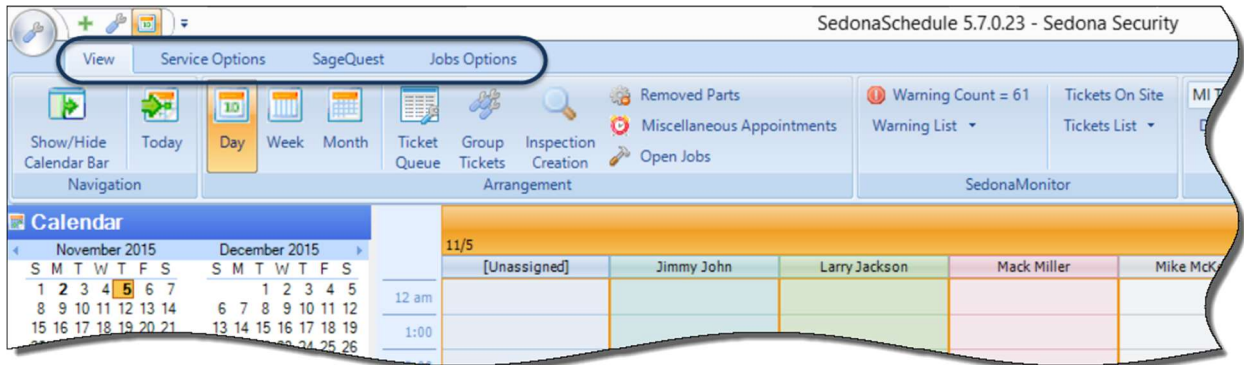 SedonaSchedule 5.7.0.23 - Sedona Security
View Service Options SageQuest Jobs Options
Show/Hide Calendar Bar
Today
Navigation
10
Day
Week
Month
Ticket Queue
Group Tickets
Inspection Creation
Removed Parts
Miscellaneous Appointments
Open Jobs
Arrangement
Warning Count = 61
Warning List
Tickets On Site
Tickets List
SedonaMonitor
MI
Calendar
November 2015 December 2015
S M T W T F S S M T W T F S
1 2 3 4 5 6 7 1 2 3 4 5
8 9 10 11 12 13 14 6 7 8 9 10 11 12
15 16 17 18 19 20 21 13 14 15 16 17 18 19
24 25 26
11/5
[Unassigned] Jimmy John Larry Jackson Mack Miller Mike
12 am
1:00